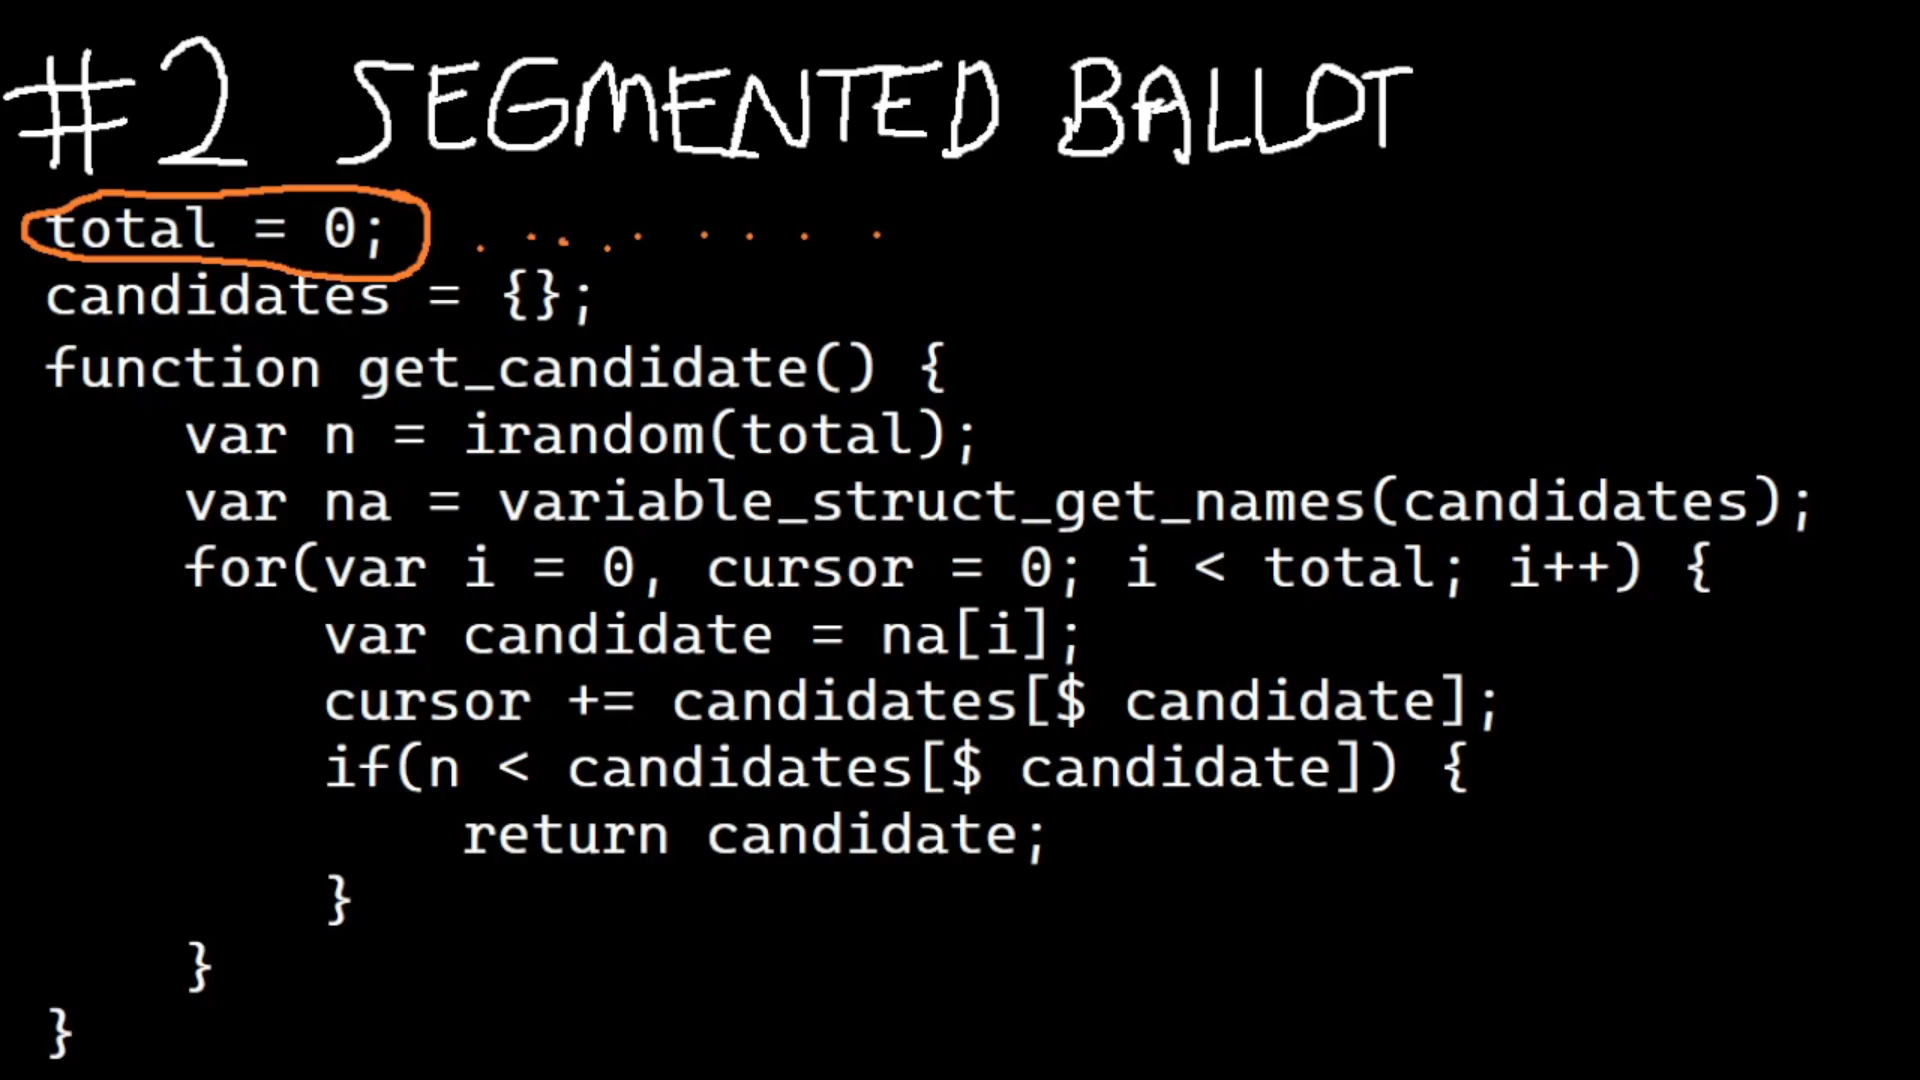 #2 SEGMENTED BALLOT
total = 0;
candidates = {};
function get_candidate() {
    var n = irandom(total);
    var na = variable_struct_get_names(candidates);
    for(var i = 0, cursor = 0; i < total; i++) {
        var candidate = na[i];
        cursor += candidates[$ candidate];
        if(n < candidates[$ candidate]) {
            return candidate;
        }
    }
}